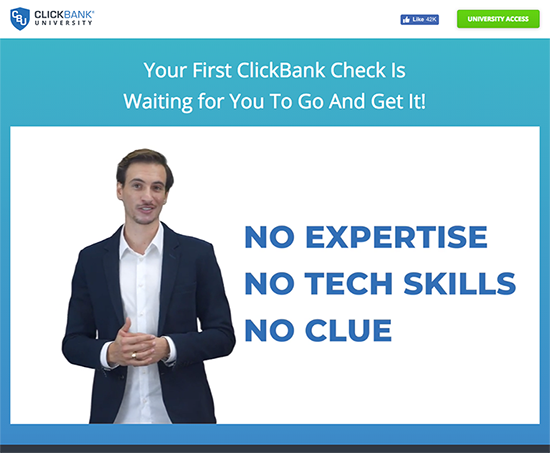 CBU
CLICKBANK®
UNIVERSITY
Like 42K
UNIVERSITY ACCESS
Your First ClickBank Check Is
Waiting for You To Go And Get It!
NO EXPERTISE
NO TECH SKILLS
NO CLUE